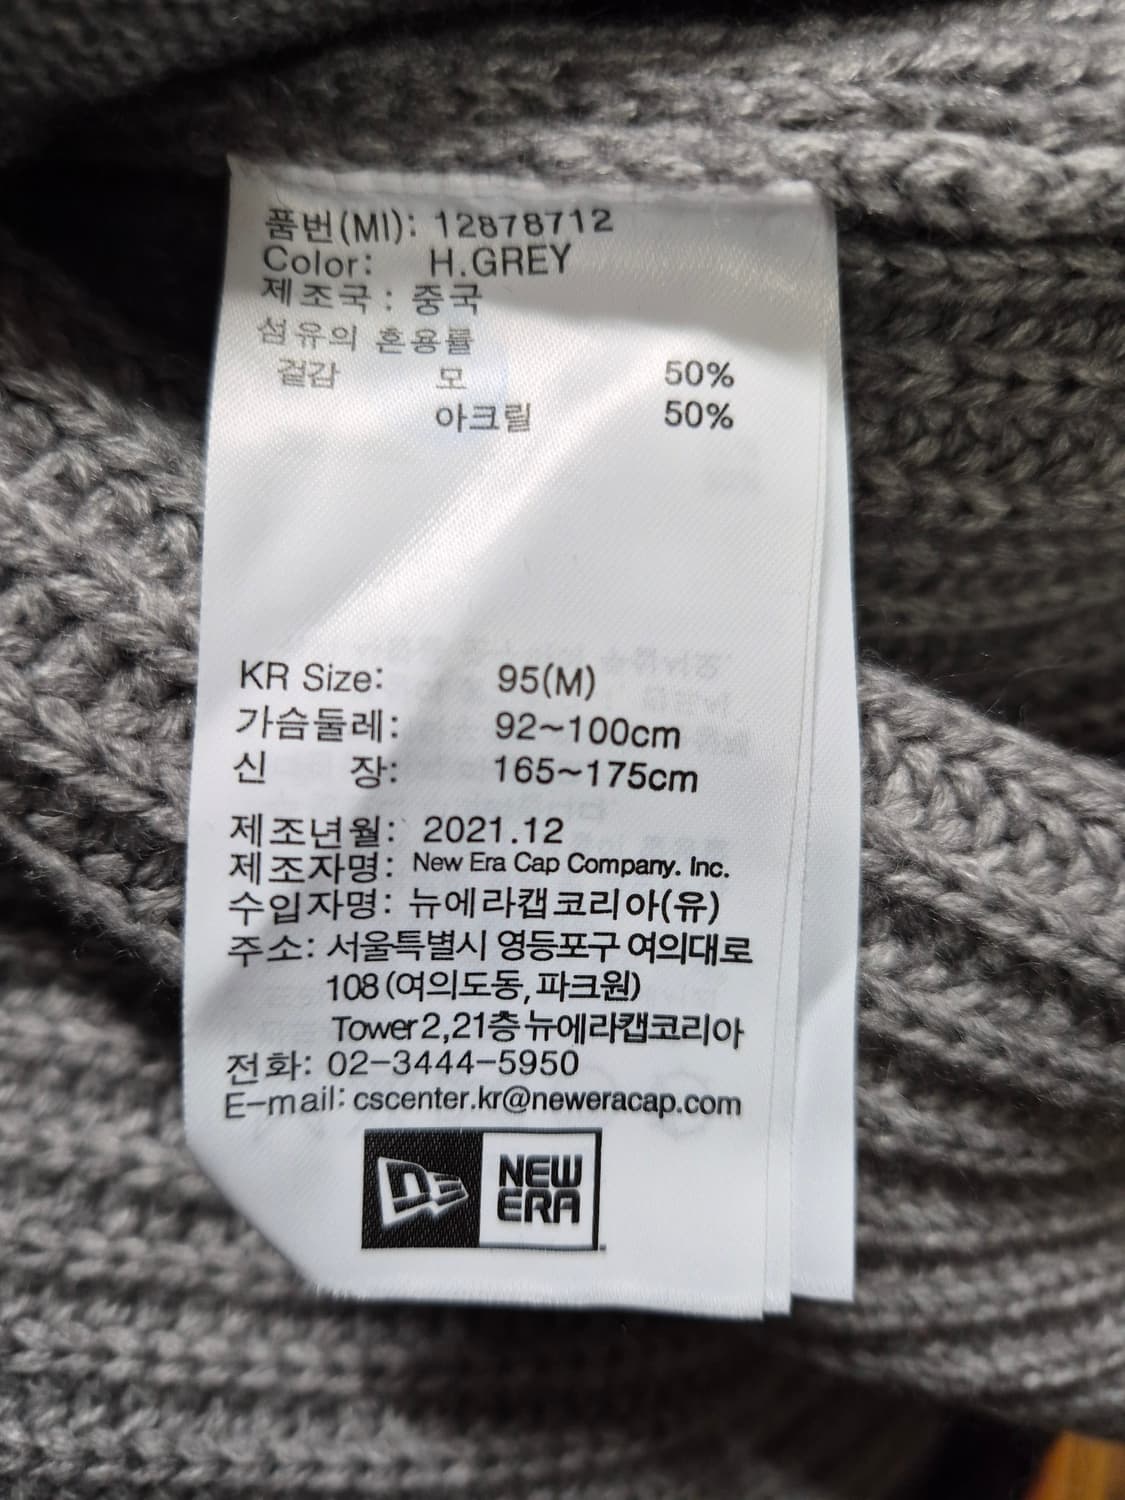 품번(MI): 12878712
Color: H.GREY
제조국 : 중국
섬유의 혼용률
겉감 모 50%
아크릴 50%
KR Size: 95(M)
가슴둘레: 92~100cm
신 장: 165~175cm
제조년월: 2021.12
제조자명: New Era Cap Company. Inc.
수입자명: 뉴에라캡코리아(유)
주소: 서울특별시 영등포구 여의대로
108 (여의도동, 파크원)
Tower2,21층 뉴에라캡코리아
전화: 02-3444-5950
E-mail: cscenter.kr@neweracap.com
NEW
ERA